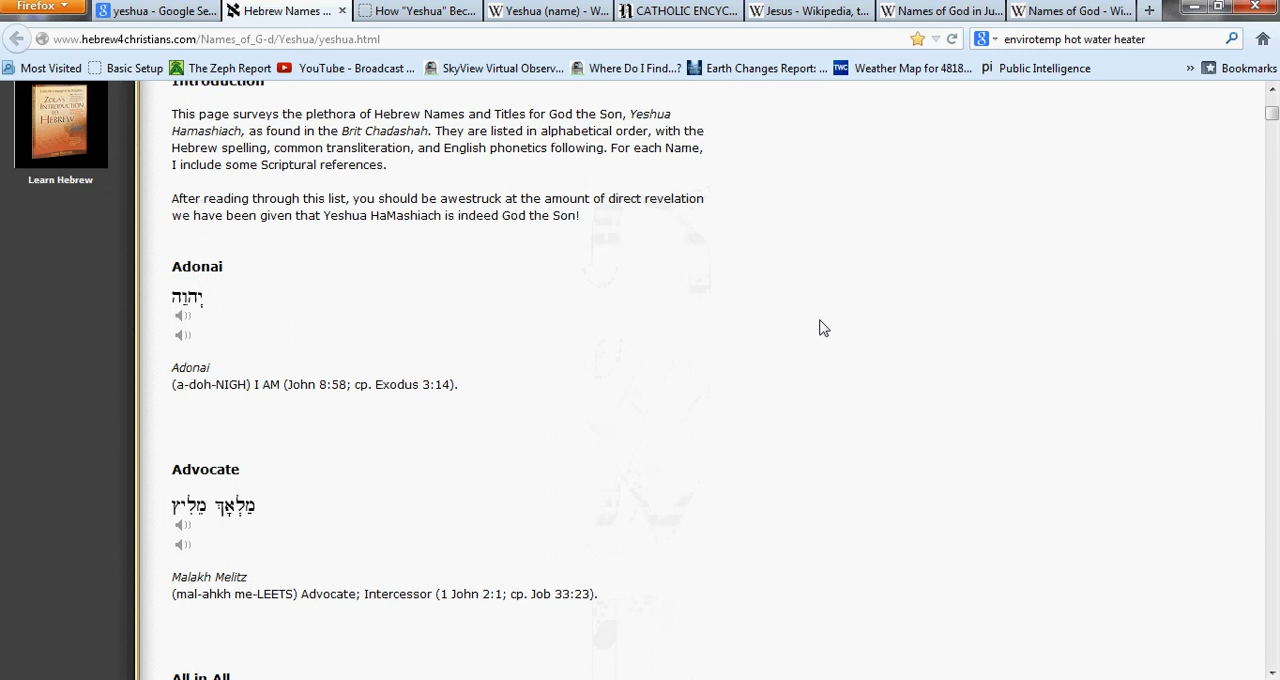 Firefox
yeshua - Google Se...
Hebrew Names ...
How "Yeshua" Bec...
Yeshua (name) - W...
CATHOLIC ENCYC...
Jesus - Wikipedia, t...
Names of God in Ju...
Names of God - Wi...
www.hebrew4christians.com/Names_of_G-d/Yeshua/yeshua.html
envirotemp hot water heater
Most Visited
Basic Setup
The Zeph Report
YouTube - Broadcast ...
SkyView Virtual Observ...
Where Do I Find...?
Earth Changes Report: ...
Weather Map for 4818...
Public Intelligence
»
Bookmarks
ZOLA'S
INTRODUCTION
TO
HEBREW
Learn Hebrew
Introduction
This page surveys the plethora of Hebrew Names and Titles for God the Son, Yeshua
Hamashiach, as found in the Brit Chadashah. They are listed in alphabetical order, with the
Hebrew spelling, common transliteration, and English phonetics following. For each Name,
I include some Scriptural references.
After reading through this list, you should be awestruck at the amount of direct revelation
we have been given that Yeshua HaMashiach is indeed God the Son!
Adonai
יְהוַה
Adonai
(a-doh-NIGH) I AM (John 8:58; cp. Exodus 3:14).
Advocate
מַלְאָךְ מֵלִיץ
Malakh Melitz
(mal-ahkh me-LEETS) Advocate; Intercessor (1 John 2:1; cp. Job 33:23).
All in All